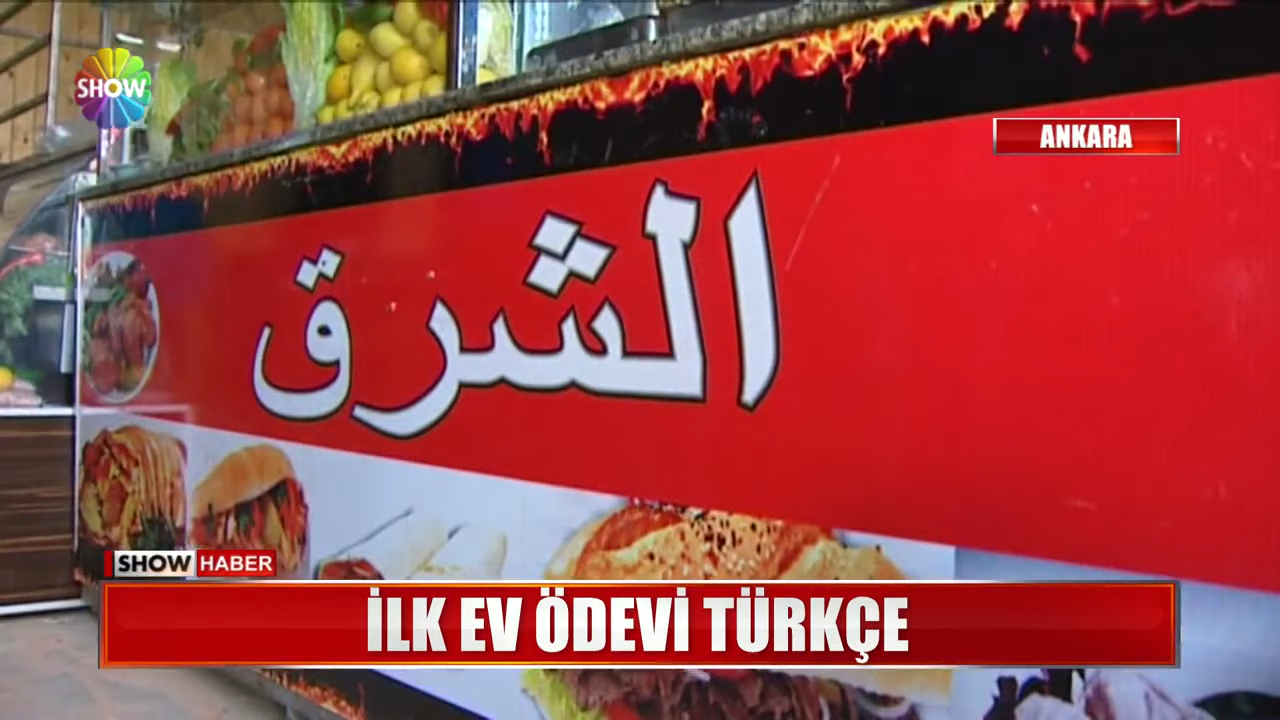 SHOW
ANKARA
الشرق
SHOW HABER
İLK EV ÖDEVİ TÜRKÇE